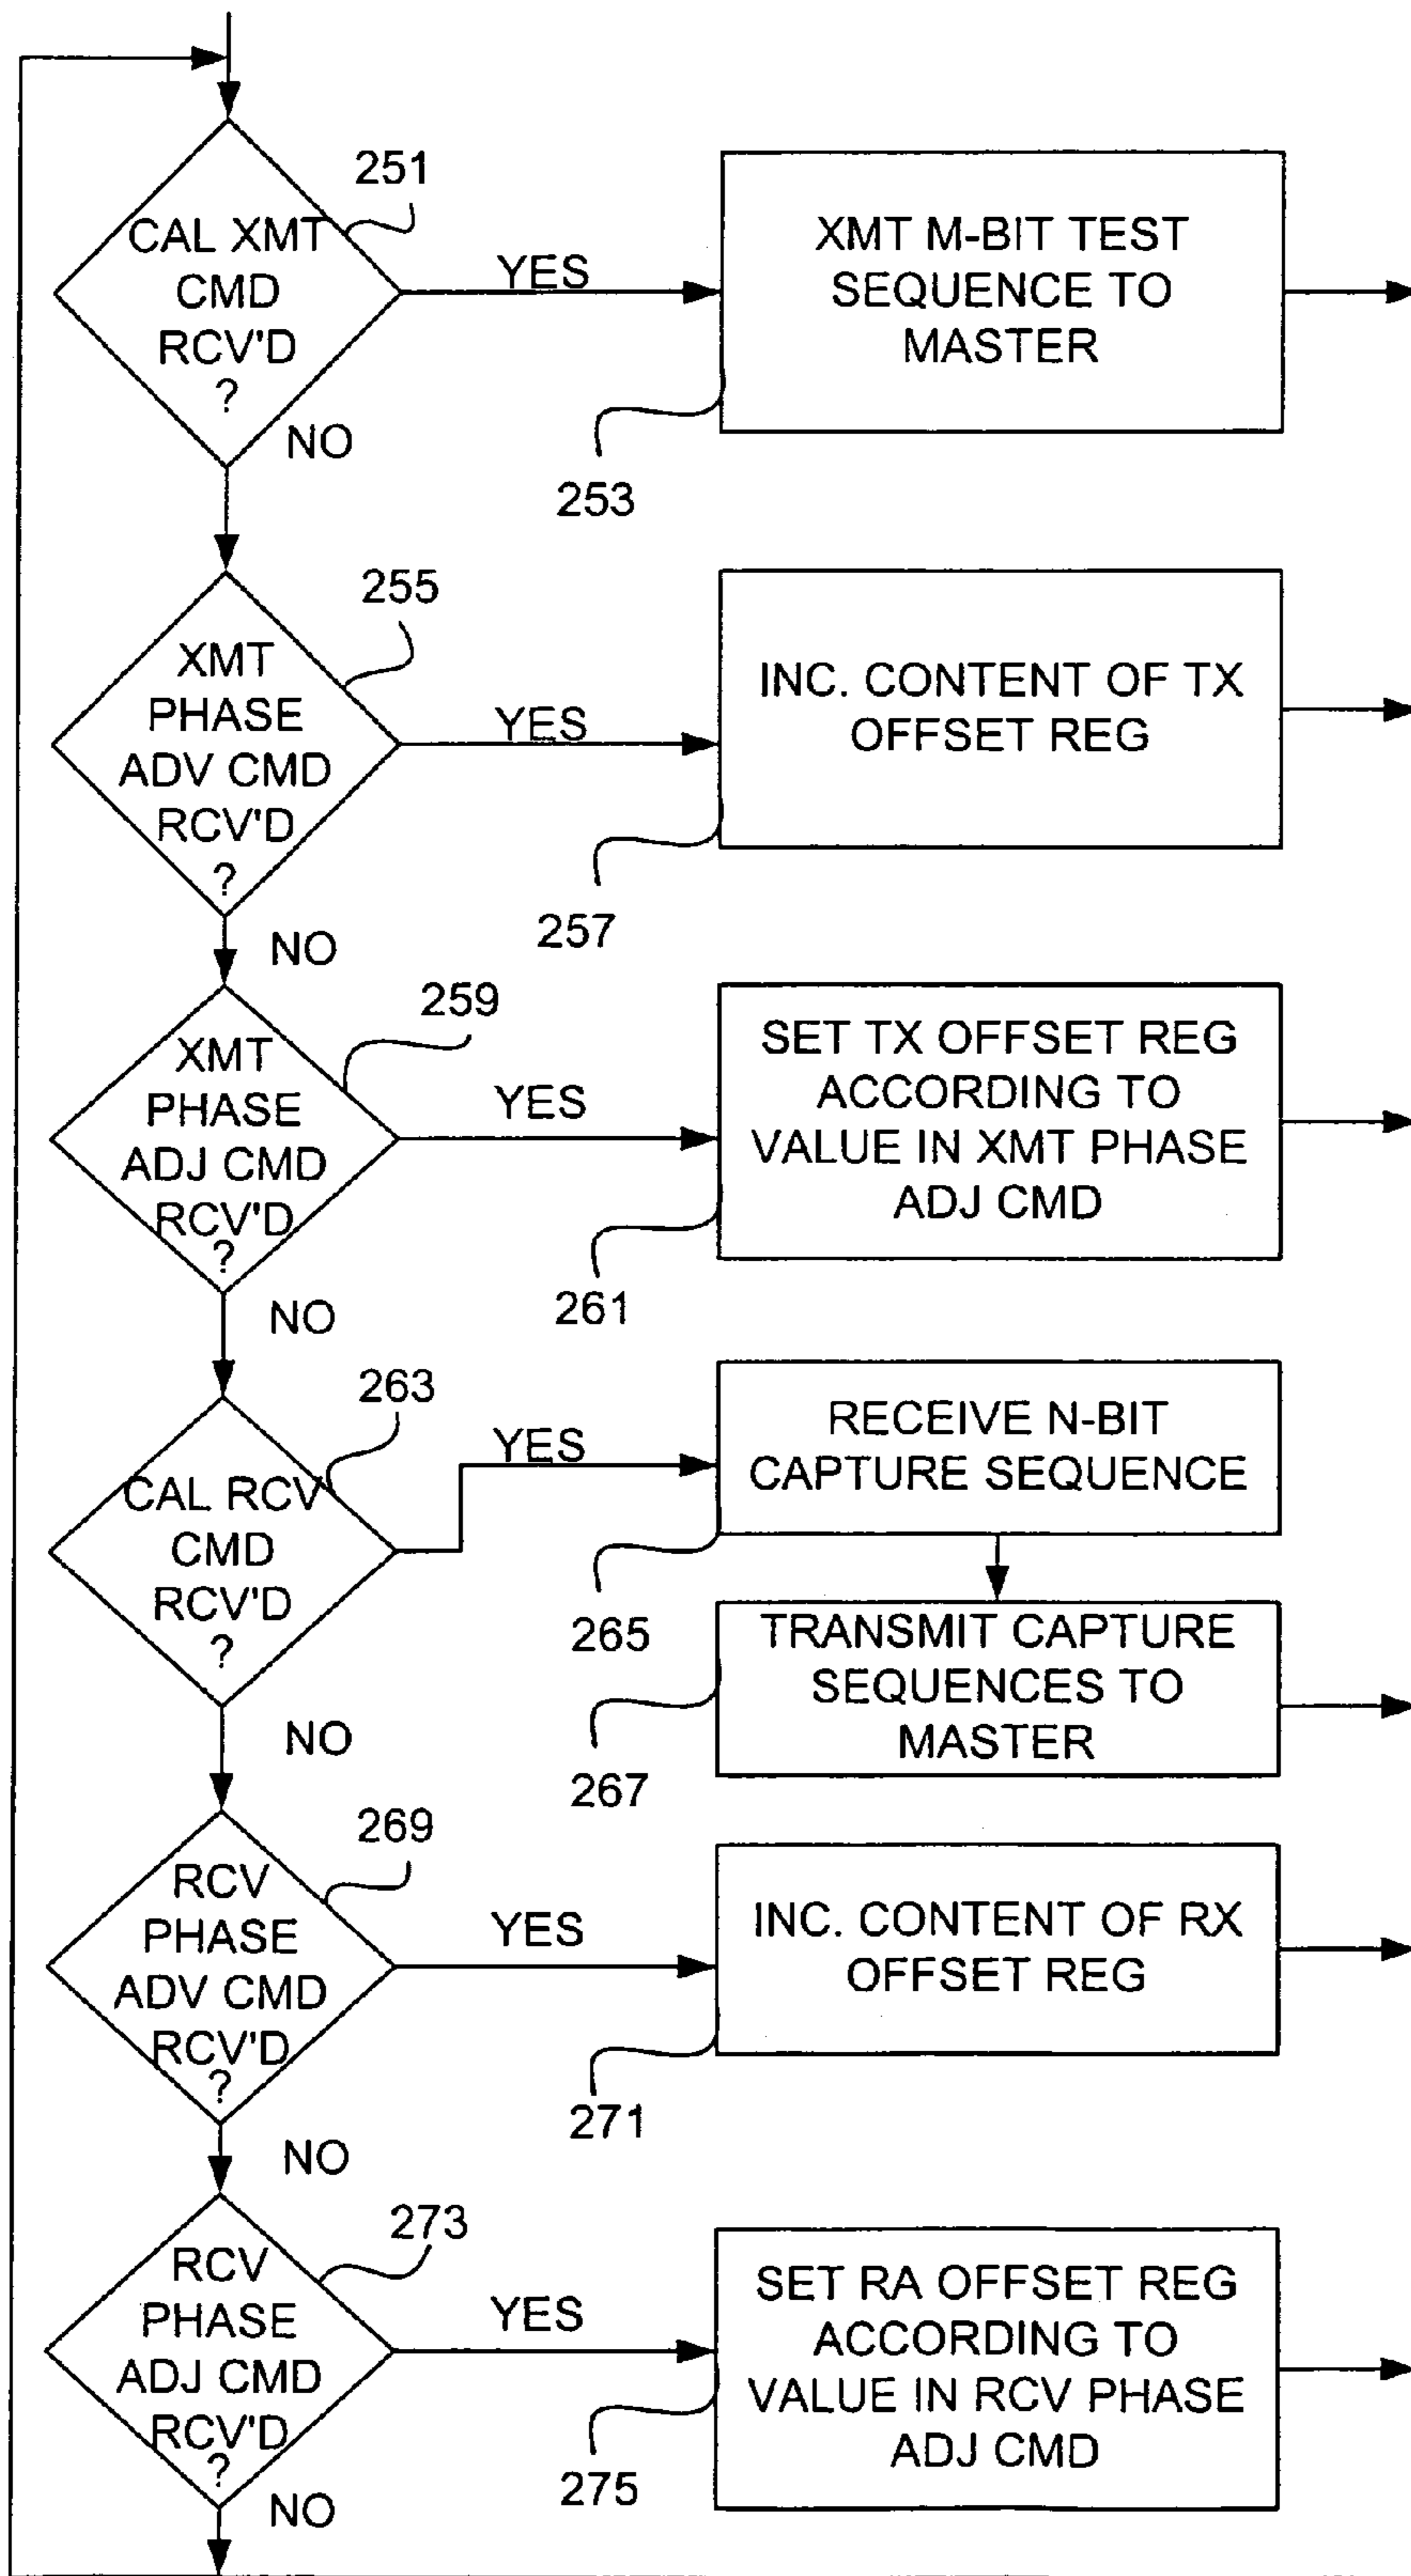 251
CAL XMT
CMD
RCV'D
?
YES
NO
XMT M-BIT TEST
SEQUENCE TO
MASTER
253
255
XMT
PHASE
ADV CMD
RCV'D
?
YES
NO
INC. CONTENT OF TX
OFFSET REG
257
259
XMT
PHASE
ADJ CMD
RCV'D
?
YES
NO
SET TX OFFSET REG
ACCORDING TO
VALUE IN XMT PHASE
ADJ CMD
261
263
CAL RCV
CMD
RCV'D
?
YES
NO
RECEIVE N-BIT
CAPTURE SEQUENCE
265
TRANSMIT CAPTURE
SEQUENCES TO
MASTER
267
269
RCV
PHASE
ADV CMD
RCV'D
?
YES
NO
INC. CONTENT OF RX
OFFSET REG
271
273
RCV
PHASE
ADJ CMD
RCV'D
?
YES
NO
SET RA OFFSET REG
ACCORDING TO
VALUE IN RCV PHASE
ADJ CMD
275